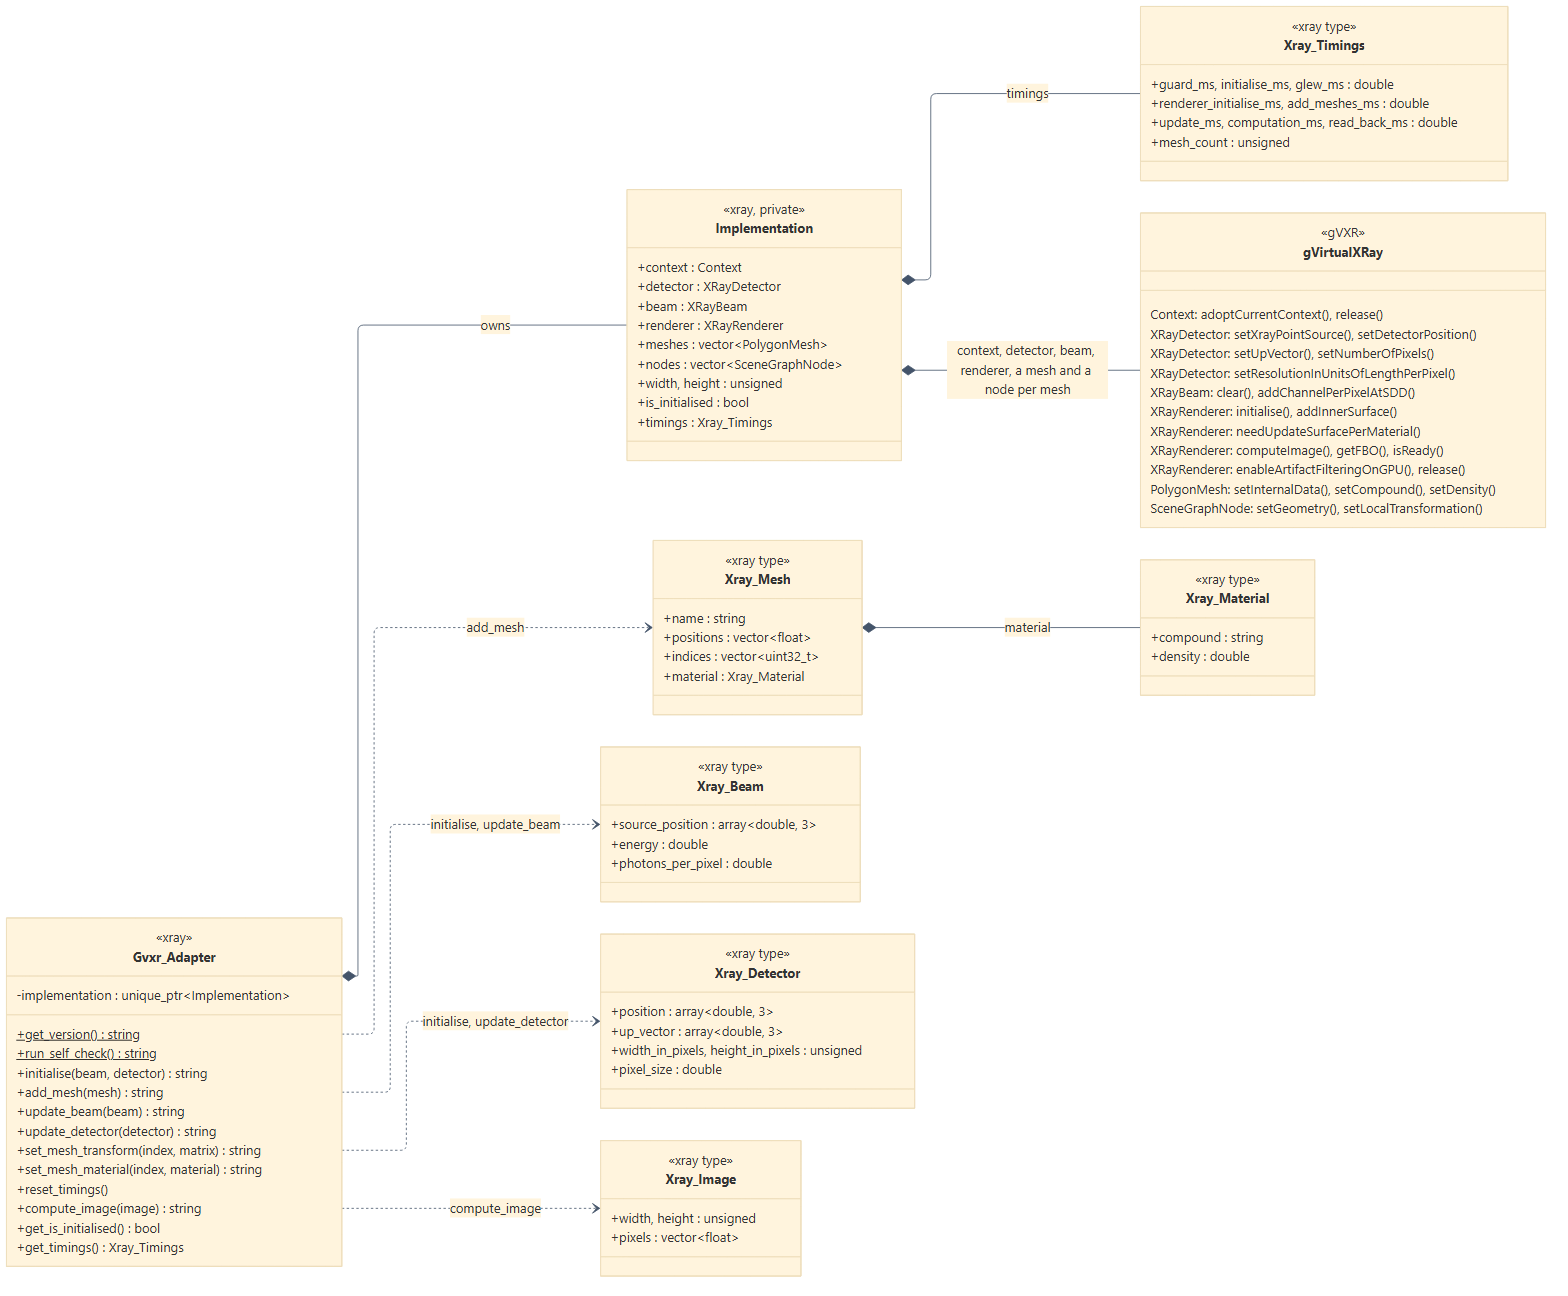 «xray type»
Xray_Timings
+guard_ms, initialise_ms, glew_ms : double
+renderer_initialise_ms, add_meshes_ms : double
+update_ms, computation_ms, read_back_ms : double
+mesh_count : unsigned
timings
«xray, private»
Implementation
+context : Context
+detector : XRayDetector
+beam : XRayBeam
+renderer : XRayRenderer
+meshes : vector<PolygonMesh>
+nodes : vector<SceneGraphNode>
+width, height : unsigned
+is_initialised : bool
+timings : Xray_Timings
«gVXR»
gVirtualXRay
Context: adoptCurrentContext(), release()
XRayDetector: setXrayPointSource(), setDetectorPosition()
XRayDetector: setUpVector(), setNumberOfPixels()
XRayDetector: setResolutionInUnitsOfLengthPerPixel()
XRayBeam: clear(), addChannelPerPixelAtSDD()
XRayRenderer: initialise(), addInnerSurface()
XRayRenderer: needUpdateSurfacePerMaterial()
XRayRenderer: computeImage(), getFBO(), isReady()
XRayRenderer: enableArtifactFilteringOnGPU(), release()
PolygonMesh: setInternalData(), setCompound(), setDensity()
SceneGraphNode: setGeometry(), setLocalTransformation()
owns
context, detector, beam,
renderer, a mesh and a
node per mesh
«xray type»
Xray_Mesh
+name : string
+positions : vector<float>
+indices : vector<uint32_t>
+material : Xray_Material
add_mesh
material
«xray type»
Xray_Material
+compound : string
+density : double
«xray type»
Xray_Beam
+source_position : array<double, 3>
+energy : double
+photons_per_pixel : double
initialise, update_beam
«xray»
Gvxr_Adapter
-implementation : unique_ptr<Implementation>
+get_version() : string
+run_self_check() : string
+initialise(beam, detector) : string
+add_mesh(mesh) : string
+update_beam(beam) : string
+update_detector(detector) : string
+set_mesh_transform(index, matrix) : string
+set_mesh_material(index, material) : string
+reset_timings()
+compute_image(image) : string
+get_is_initialised() : bool
+get_timings() : Xray_Timings
«xray type»
Xray_Detector
+position : array<double, 3>
+up_vector : array<double, 3>
+width_in_pixels, height_in_pixels : unsigned
+pixel_size : double
initialise, update_detector
«xray type»
Xray_Image
+width, height : unsigned
+pixels : vector<float>
compute_image